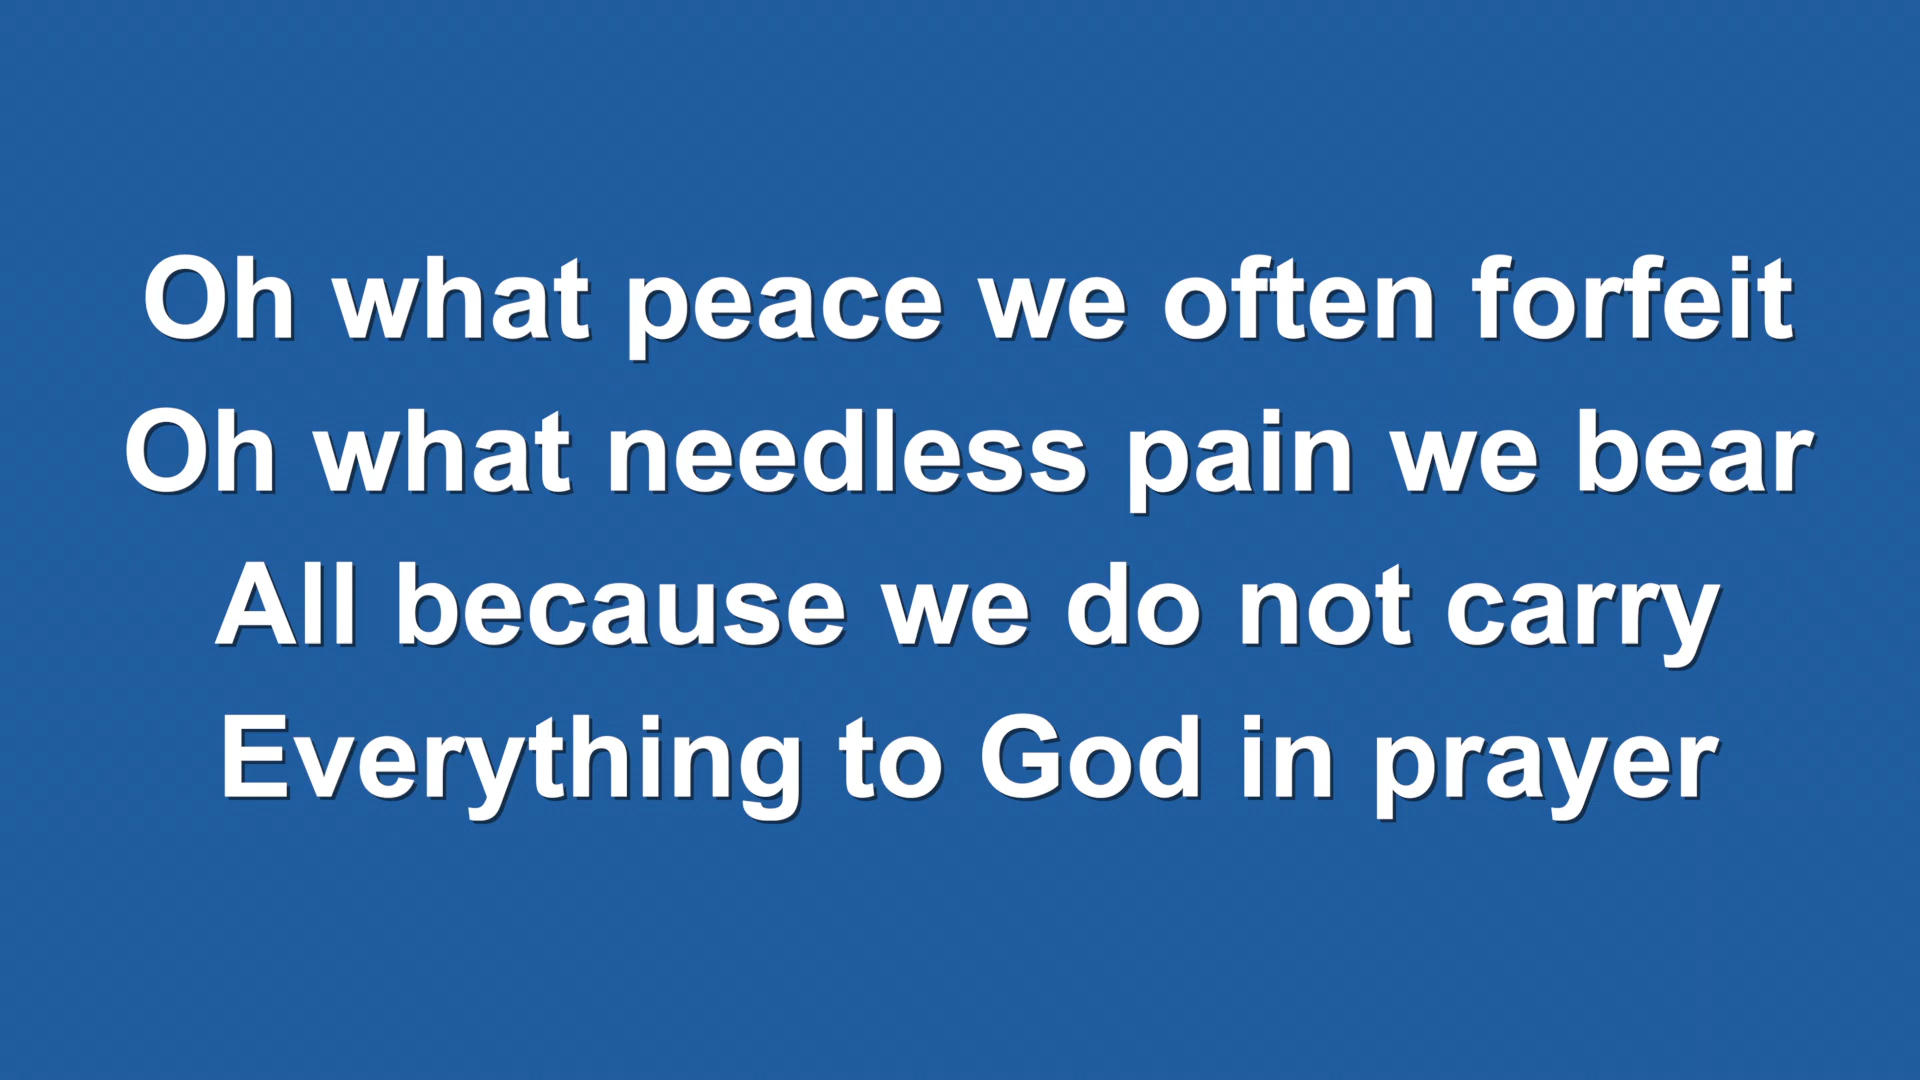 Oh what peace we often forfeit
Oh what needless pain we bear
All because we do not carry
Everything to God in prayer